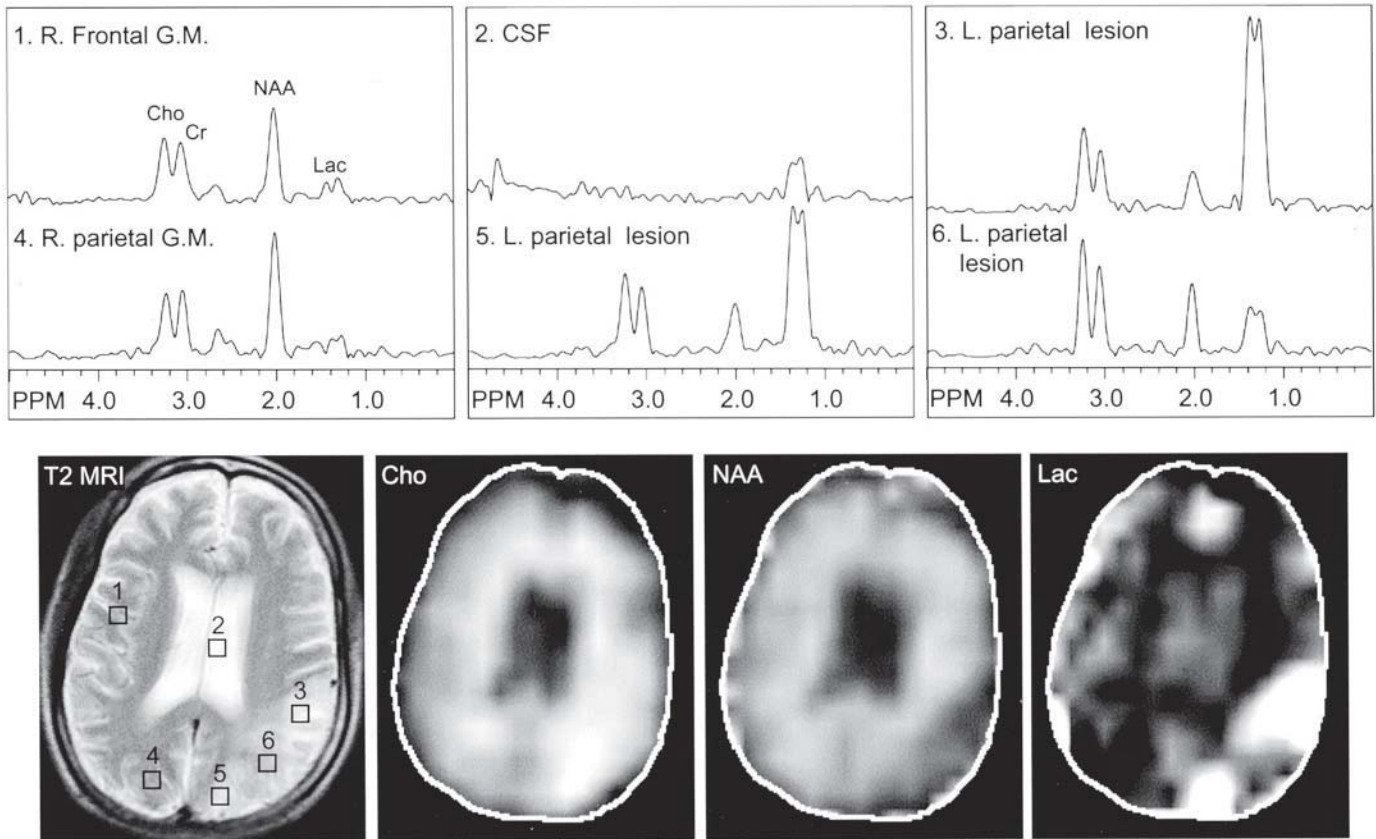 1. R. Frontal G.M.
Cho
Cr
NAA
Lac
2. CSF
3. L. parietal lesion
4. R. parietal G.M.
5. L. parietal lesion
6. L. parietal
lesion
PPM 4.0 3.0 2.0 1.0
PPM 4.0 3.0 2.0 1.0
PPM 4.0 3.0 2.0 1.0
T2 MRI
1
2
3
4
5
6
Cho
NAA
Lac